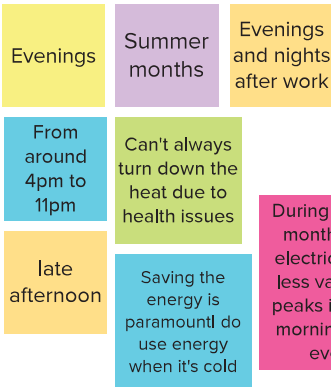 Evenings
Summer
months
Evenings
and nights
after work
From
around
4pm to
11pm
Can't always
turn down the
heat due to
health issues
late
afternoon
Saving the
energy is
paramountI do
use energy
when it's cold
During
month
electric
less va
peaks i
mornin
eve